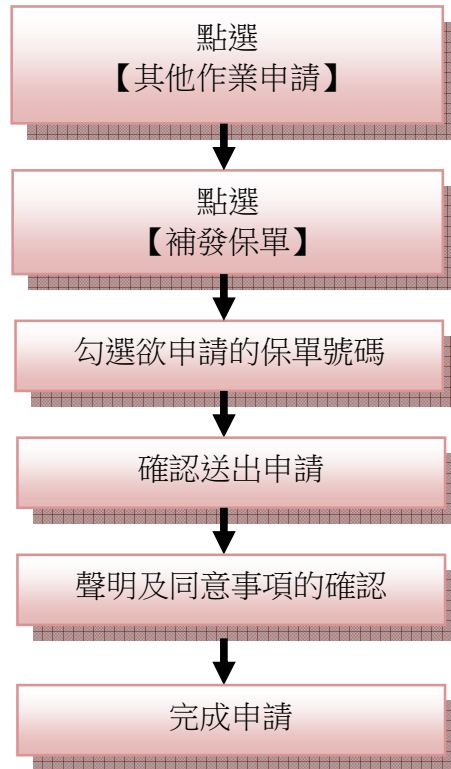 點選
【其他作業申請】
點選
【補發保單】
勾選欲申請的保單號碼
確認送出申請
聲明及同意事項的確認
完成申請